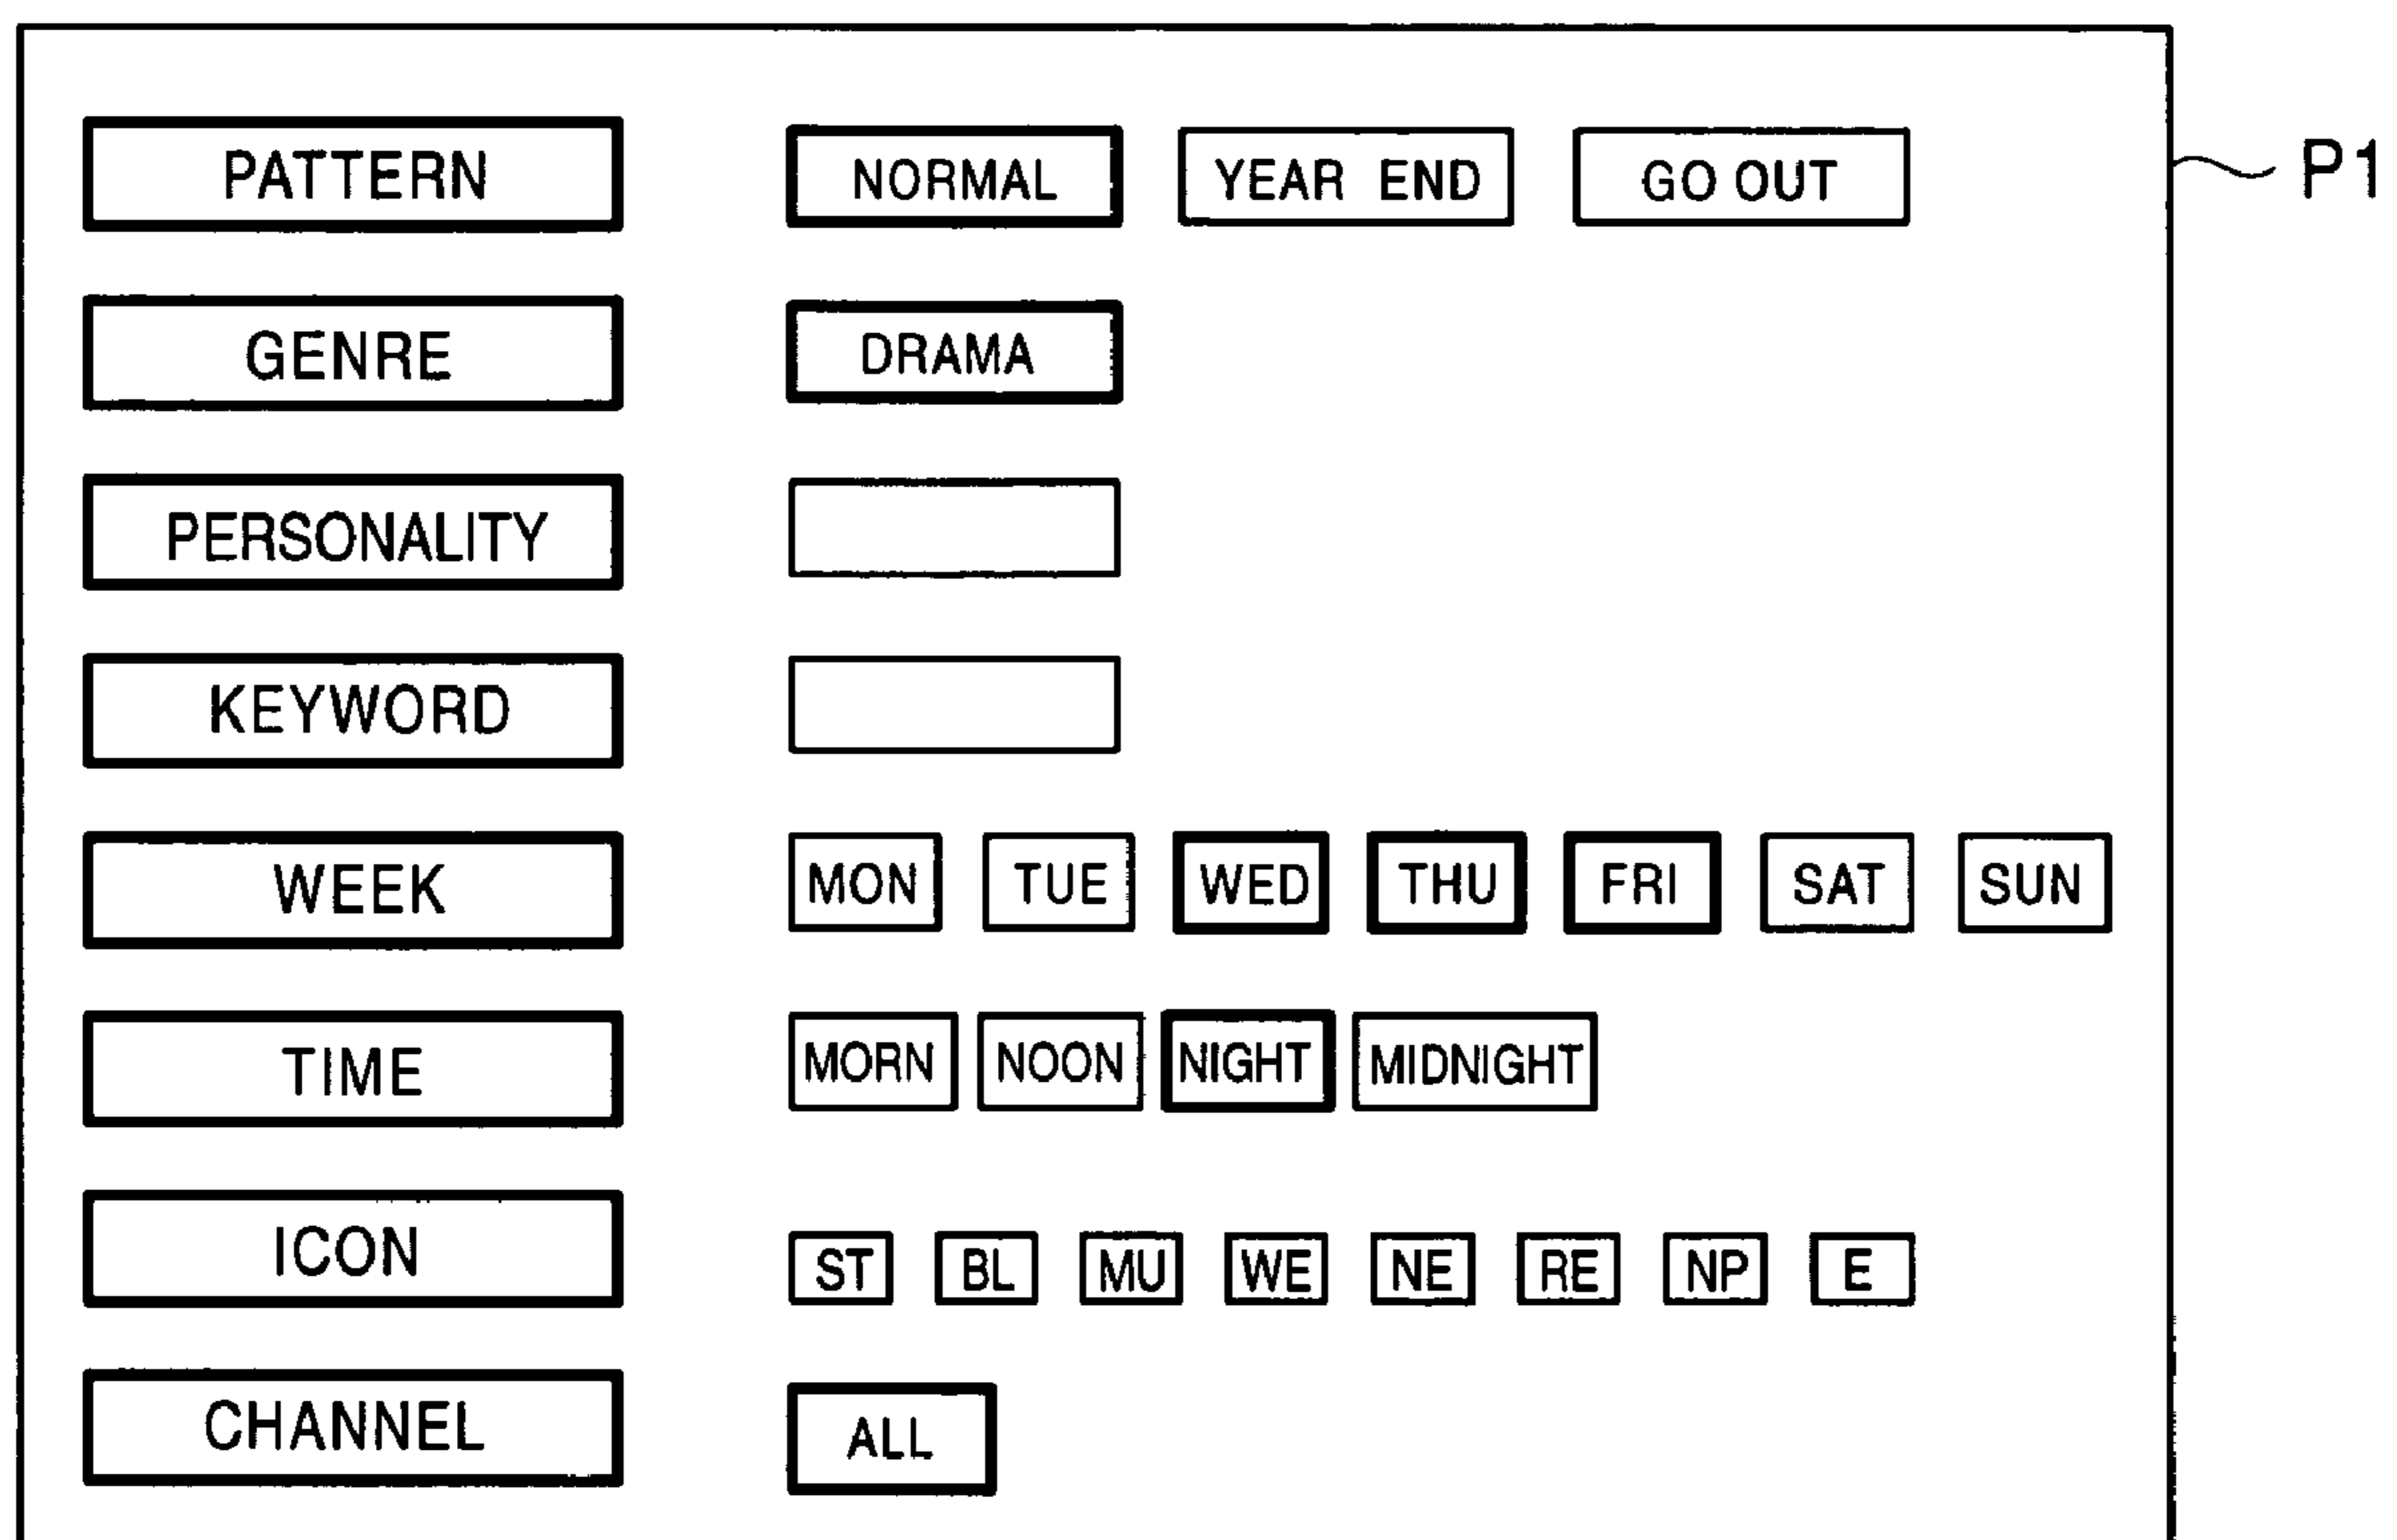 PATTERN NORMAL YEAR END GO OUT P1
GENRE DRAMA
PERSONALITY
KEYWORD
WEEK MON TUE WED THU FRI SAT SUN
TIME MORN NOON NIGHT MIDNIGHT
ICON ST BL MU WE NE RE NP E
CHANNEL ALL